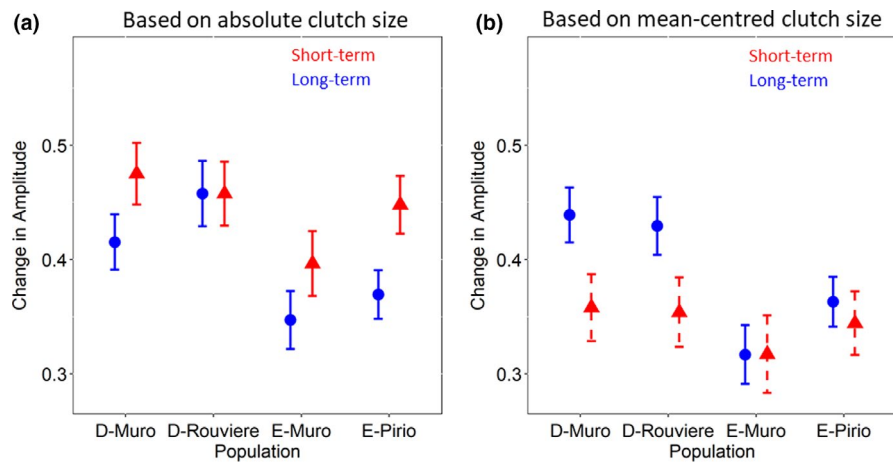 (a) Based on absolute clutch size
Short-term
Long-term
Change in Amplitude
0.5
0.4
0.3
D-Muro D-Rouviere E-Muro E-Pirio
Population
(b) Based on mean-centred clutch size
Short-term
Long-term
Change in Amplitude
0.5
0.4
0.3
D-Muro D-Rouviere E-Muro E-Pirio
Population